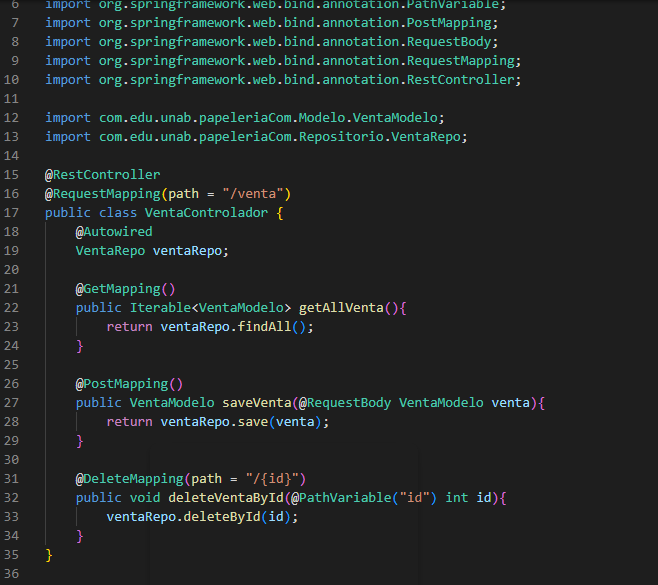 6 import org.springframework.web.bind.annotation.PathVariable;
7 import org.springframework.web.bind.annotation.PostMapping;
8 import org.springframework.web.bind.annotation.RequestBody;
9 import org.springframework.web.bind.annotation.RequestMapping;
10 import org.springframework.web.bind.annotation.RestController;
11
12 import com.edu.unab.papeleriaCom.Modelo.VentaModelo;
13 import com.edu.unab.papeleriaCom.Repositorio.VentaRepo;
14
15 @RestController
16 @RequestMapping(path = "/venta")
17 public class VentaControlador {
18     @Autowired
19     VentaRepo ventaRepo;
20
21     @GetMapping()
22     public Iterable<VentaModelo> getAllVenta(){
23         return ventaRepo.findAll();
24     }
25
26     @PostMapping()
27     public VentaModelo saveVenta(@RequestBody VentaModelo venta){
28         return ventaRepo.save(venta);
29     }
30
31     @DeleteMapping(path = "/{id}")
32     public void deleteVentaById(@PathVariable("id") int id){
33         ventaRepo.deleteById(id);
34     }
35 }
36